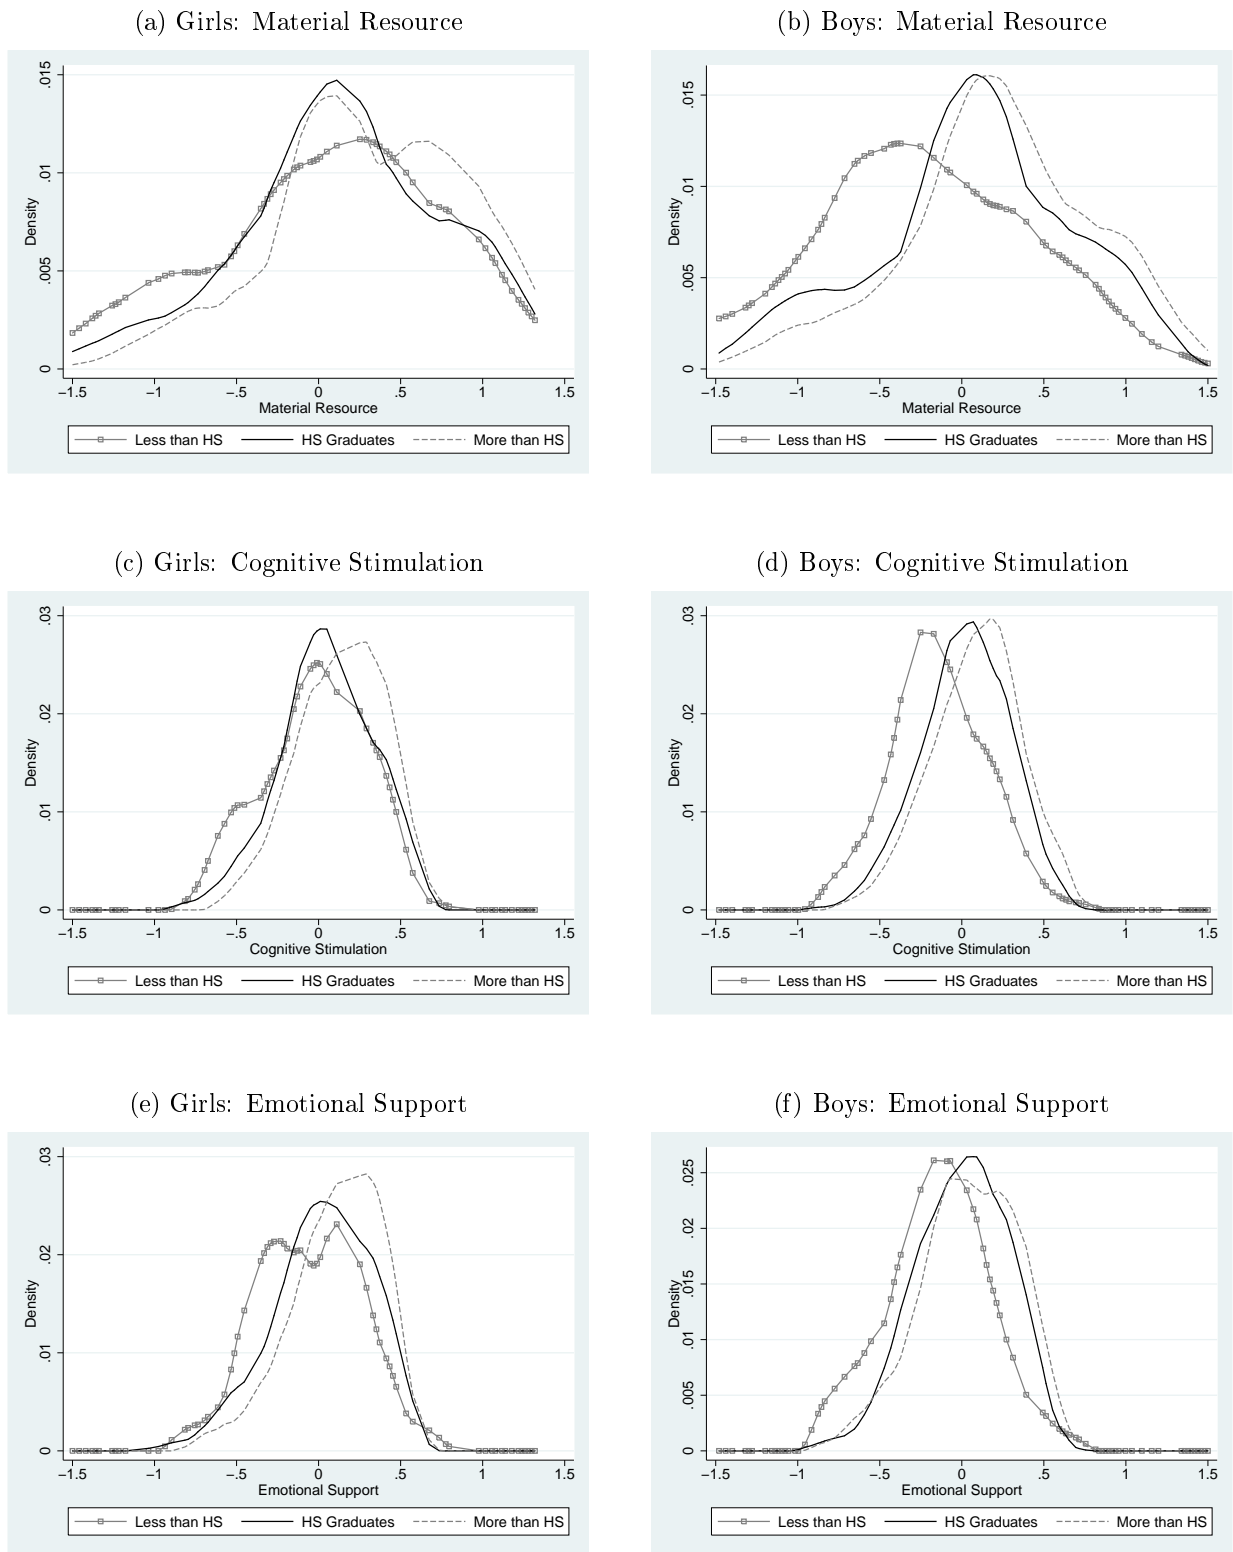 (a) Girls: Material Resource
(b) Boys: Material Resource
.015
.01
.005
0
Density
−1.5 −1 −.5 0 .5 1 1.5
Material Resource
Less than HS HS Graduates More than HS
.015
.01
.005
0
Density
−1.5 −1 −.5 0 .5 1 1.5
Material Resource
Less than HS HS Graduates More than HS
(c) Girls: Cognitive Stimulation
(d) Boys: Cognitive Stimulation
.03
.02
.01
0
Density
−1.5 −1 −.5 0 .5 1 1.5
Cognitive Stimulation
Less than HS HS Graduates More than HS
.03
.02
.01
0
Density
−1.5 −1 −.5 0 .5 1 1.5
Cognitive Stimulation
Less than HS HS Graduates More than HS
(e) Girls: Emotional Support
(f) Boys: Emotional Support
.03
.02
.01
0
Density
−1.5 −1 −.5 0 .5 1 1.5
Emotional Support
Less than HS HS Graduates More than HS
.025
.02
.015
.01
.005
0
Density
−1.5 −1 −.5 0 .5 1 1.5
Emotional Support
Less than HS HS Graduates More than HS